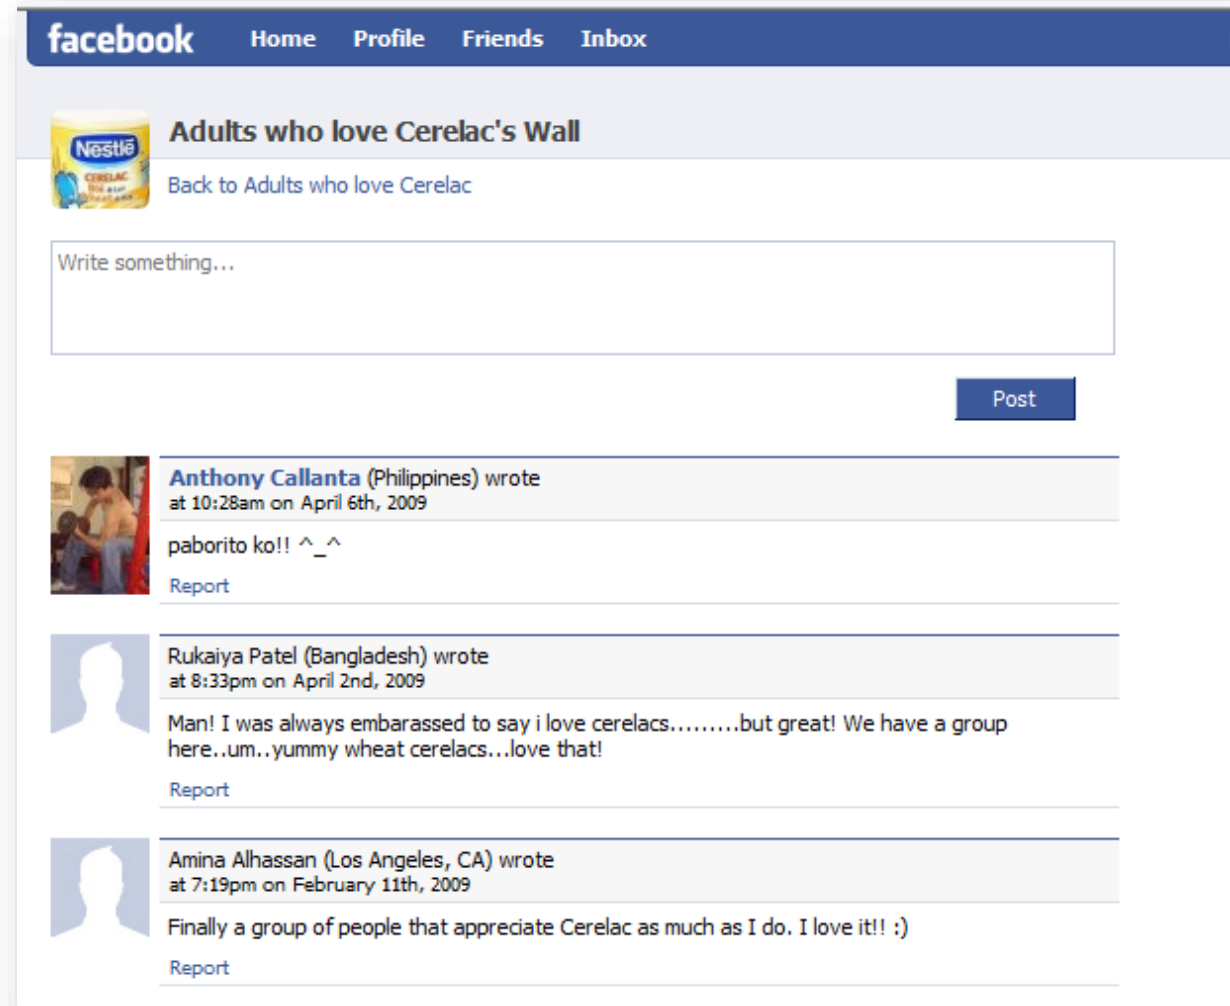 facebook Home Profile Friends Inbox
Adults who love Cerelac's Wall
Nestlé
CERELAC
Back to Adults who love Cerelac
Write something...
Post
Anthony Callanta (Philippines) wrote
at 10:28am on April 6th, 2009
paborito ko!! ^_^
Report
Rukaiya Patel (Bangladesh) wrote
at 8:33pm on April 2nd, 2009
Man! I was always embarassed to say i love cerelacs.........but great! We have a group
here..um..yummy wheat cerelacs...love that!
Report
Amina Alhassan (Los Angeles, CA) wrote
at 7:19pm on February 11th, 2009
Finally a group of people that appreciate Cerelac as much as I do. I love it!! :)
Report